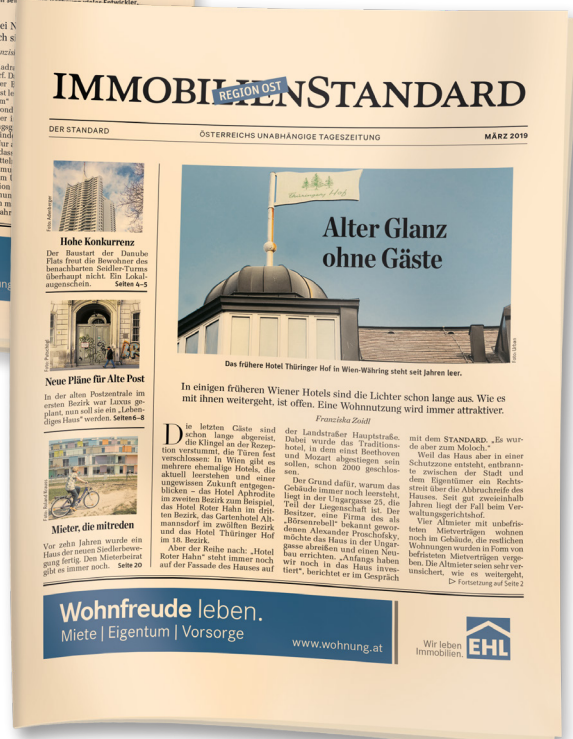 IMMOBILIENSTANDARD
REGION OST
DER STANDARD
ÖSTERREICHS UNABHÄNGIGE TAGESZEITUNG
MÄRZ 2019
Hohe Konkurrenz
Der Baustart der Danube
Flats freut die Bewohner des
benachbarten Seidler-Turms
überhaupt nicht. Ein Lokal-
augenschein. Seiten 4–5
Neue Pläne für Alte Post
In der alten Postzentrale im
ersten Bezirk war Luxus ge-
plant, nun soll sie ein „Leben-
diges Haus“ werden. Seiten 6–8
Mieter, die mitreden
Vor zehn Jahren wurde ein
Haus der neuen Siedlerbewe-
gung fertig. Den Mieterbeirat
gibt es immer noch. Seite 20
Alter Glanz
ohne Gäste
Foto: Urban
Das frühere Hotel Thüringer Hof in Wien-Währing steht seit Jahren leer.
In einigen früheren Wiener Hotels sind die Lichter schon lange aus. Wie es
mit ihnen weitergeht, ist offen. Eine Wohnnutzung wird immer attraktiver.
Franziska Zoidl
Die letzten Gäste sind
schon lange abgereist,
die Klingel an der Rezep-
tion verstummt, die Türen fest
verschlossen: In Wien gibt es
mehrere ehemalige Hotels, die
aktuell leerstehen und einer
ungewissen Zukunft entgegen-
blicken – das Hotel Aphrodite
im zweiten Bezirk zum Beispiel,
das Hotel Roter Hahn im drit-
ten Bezirk, das Gartenhotel Alt-
mannsdorf im zwölften Bezirk
und das Hotel Thüringer Hof
im 18. Bezirk.
Aber der Reihe nach: „Hotel
Roter Hahn“ steht immer noch
auf der Fassade des Hauses auf
der Landstraßer Hauptstraße.
Dabei wurde das Traditions-
hotel, in dem einst Beethoven
und Mozart abgestiegen sein
sollen, schon 2000 geschlos-
sen.
Der Grund dafür, warum das
Gebäude immer noch leersteht,
liegt in der Ungargasse 25, die
Teil der Liegenschaft ist. Der
Besitzer, eine Firma des als
„Börsenrebell“ bekannt gewor-
denen Alexander Proschofsky,
möchte das Haus in der Ungar-
gasse abreißen und einen Neu-
bau errichten. „Anfangs haben
wir noch in das Haus inves-
tiert“, berichtet er im Gespräch
mit dem STANDARD. „Es wur-
de aber zum Moloch.“
Weil das Haus aber in einer
Schutzzone entsteht, entbrann-
te zwischen der Stadt und
dem Eigentümer ein Rechts-
streit über die Abbruchreife des
Hauses. Seit gut zweieinhalb
Jahren liegt der Fall beim Ver-
waltungsgerichtshof.
Vier Altmieter mit unbefris-
teten Mietverträgen wohnen
noch im Gebäude, die restlichen
Wohnungen wurden in Form von
befristeten Mietverträgen verge-
ben. Die Altmieter seien sehr ver-
unsichert, wie es weitergeht,
▷ Fortsetzung auf Seite 2
Wohnfreude leben.
Miete | Eigentum | Vorsorge
www.wohnung.at
Wir leben
Immobilien.
EHL